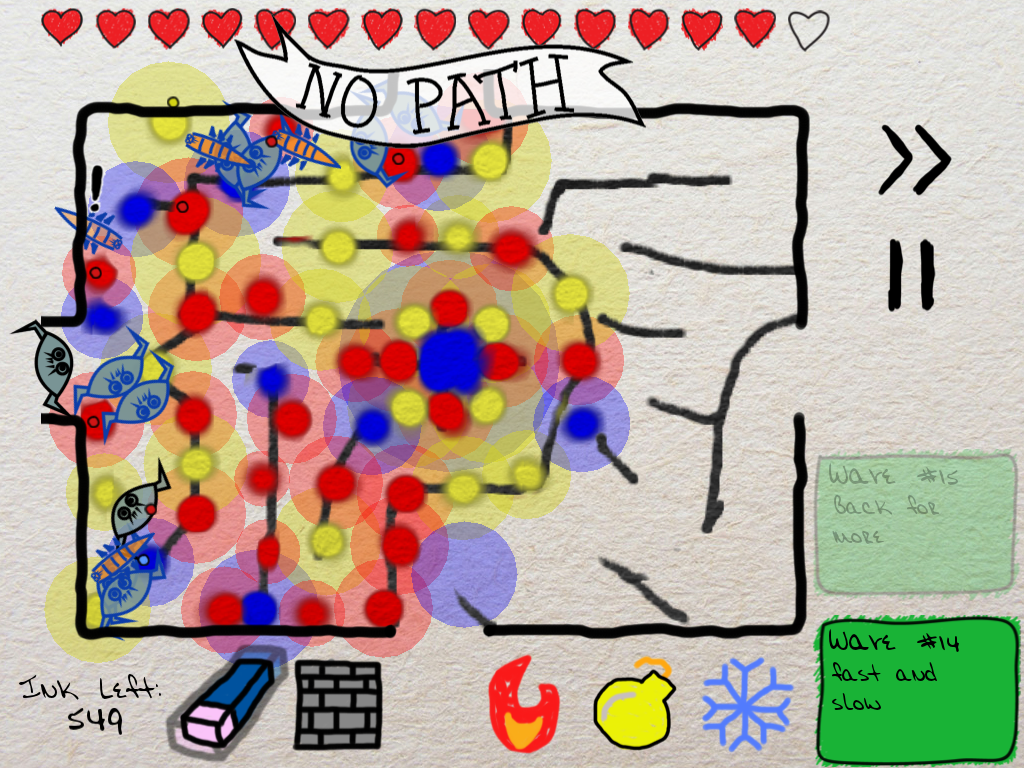 NO PATH
!
Wave #15
Back for
more
Wave #14
fast and
slow
Ink Left:
549